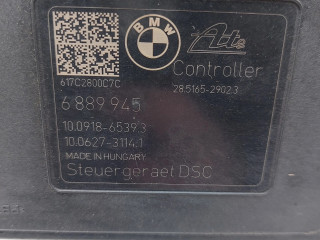 BMW
Ate
617C2800C7C
Controller
28.5165-2902.3
6 889 945
10.0918-6539.3
10.0627-3114.1
MADE IN HUNGARY
Steuergeraet DSC